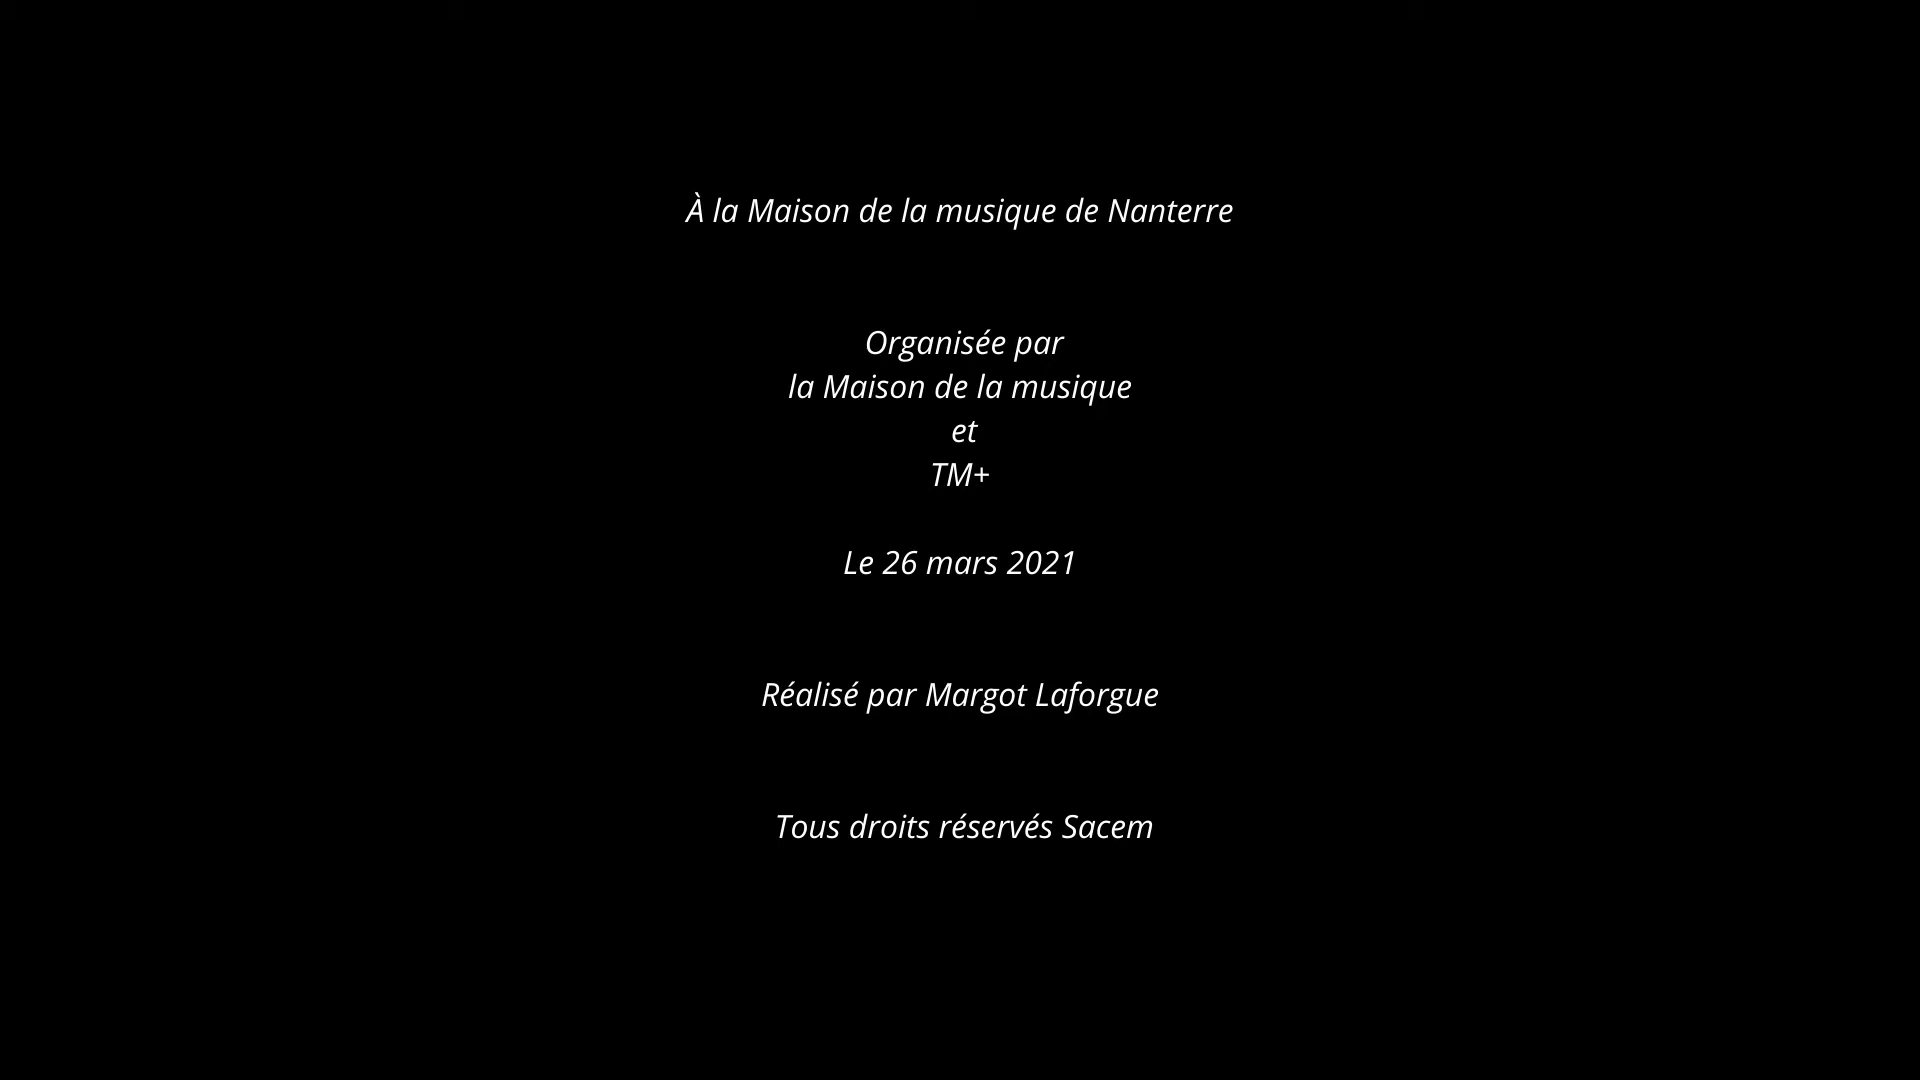 À la Maison de la musique de Nanterre
Organisée par
la Maison de la musique
et
TM+
Le 26 mars 2021
Réalisé par Margot Laforgue
Tous droits réservés Sacem